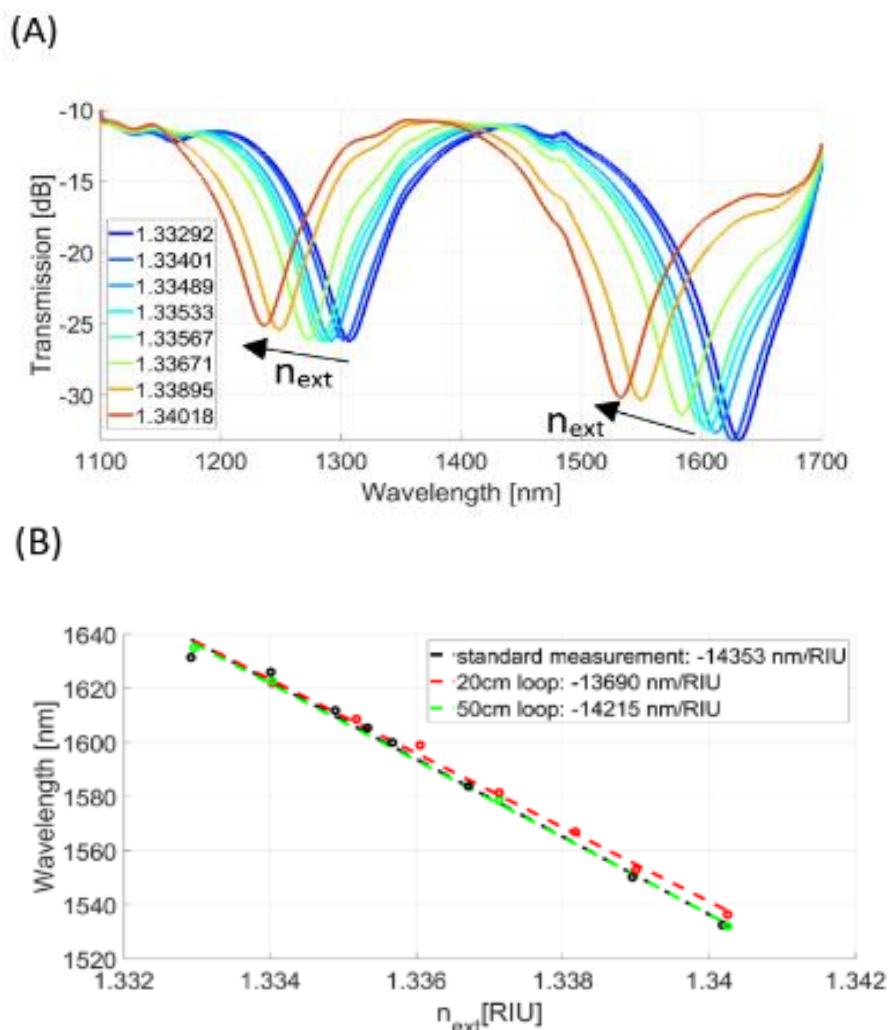 (A)
-10
-15
-20
-25
-30
Transmission [dB]
1.33292
1.33401
1.33489
1.33533
1.33567
1.33671
1.33895
1.34018
n_ext
n_ext
1100 1200 1300 1400 1500 1600 1700
Wavelength [nm]
(B)
1640
1620
1600
1580
1560
1540
1520
Wavelength [nm]
standard measurement: -14353 nm/RIU
20cm loop: -13690 nm/RIU
50cm loop: -14215 nm/RIU
1.332 1.334 1.336 1.338 1.34 1.342
n_ext[RIU]